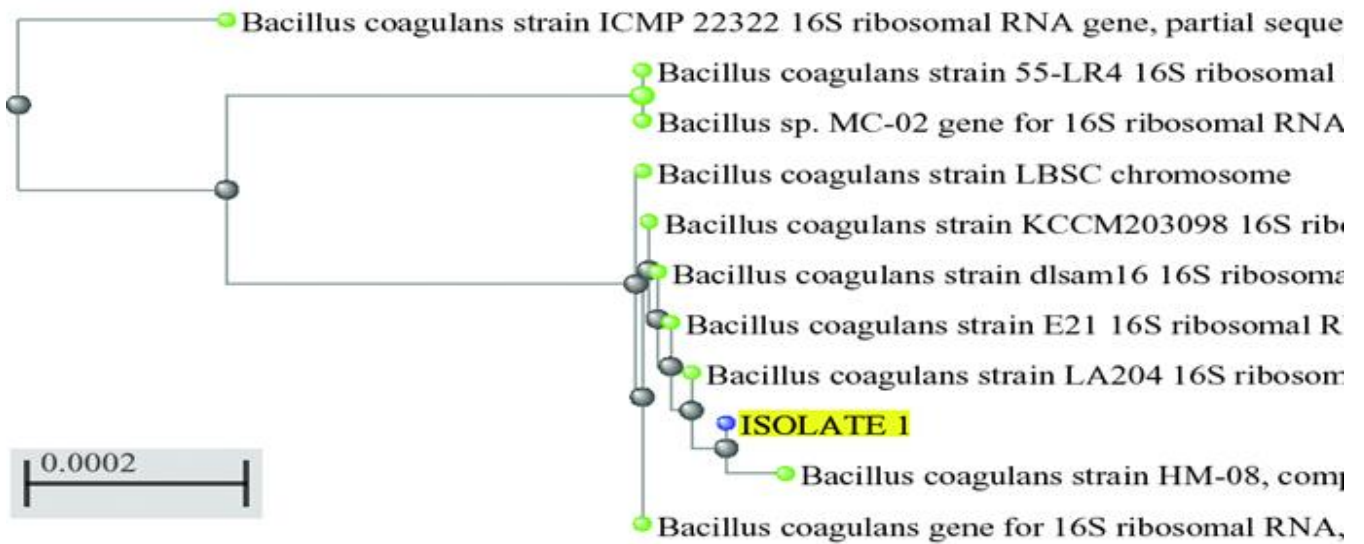 Bacillus coagulans strain ICMP 22322 16S ribosomal RNA gene, partial seque
Bacillus coagulans strain 55-LR4 16S ribosomal
Bacillus sp. MC-02 gene for 16S ribosomal RNA
Bacillus coagulans strain LBSC chromosome
Bacillus coagulans strain KCCM203098 16S ribo
Bacillus coagulans strain dlsam16 16S ribosoma
Bacillus coagulans strain E21 16S ribosomal R
Bacillus coagulans strain LA204 16S ribosom
ISOLATE 1
0.0002
Bacillus coagulans strain HM-08, comp
Bacillus coagulans gene for 16S ribosomal RNA,